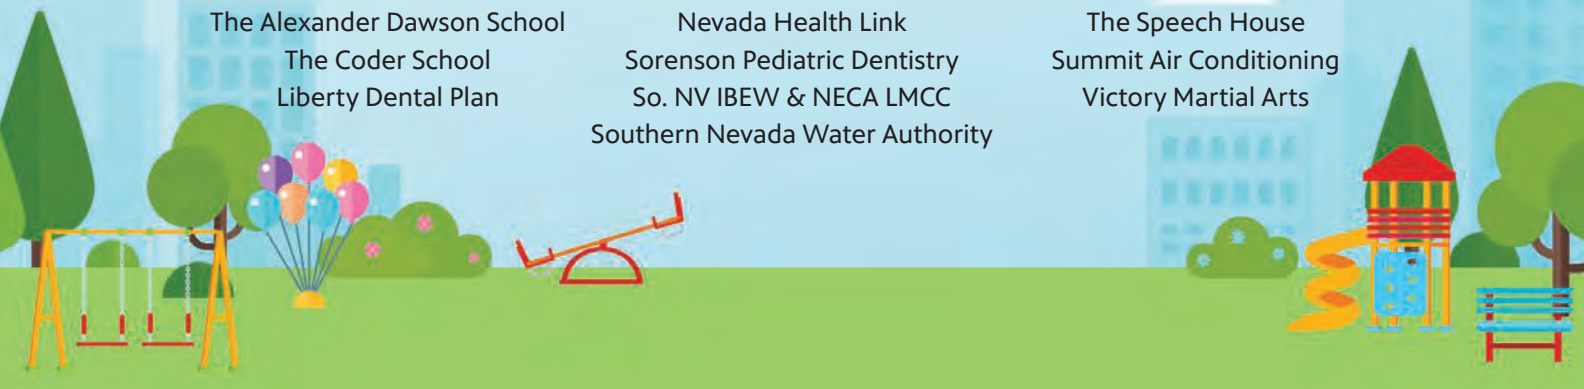 The Alexander Dawson School
The Coder School
Liberty Dental Plan
Nevada Health Link
Sorenson Pediatric Dentistry
So. NV IBEW & NECA LMCC
Southern Nevada Water Authority
The Speech House
Summit Air Conditioning
Victory Martial Arts